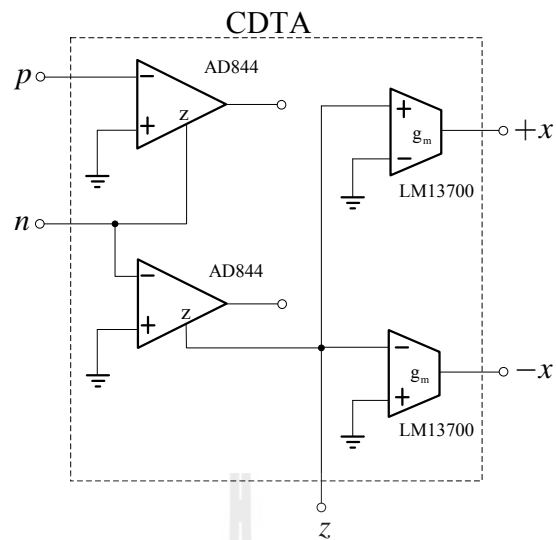 CDTA
p
AD844
−
+
z
n
AD844
−
+
z
+
−
g_m
LM13700
+x
−
+
g_m
LM13700
−x
z